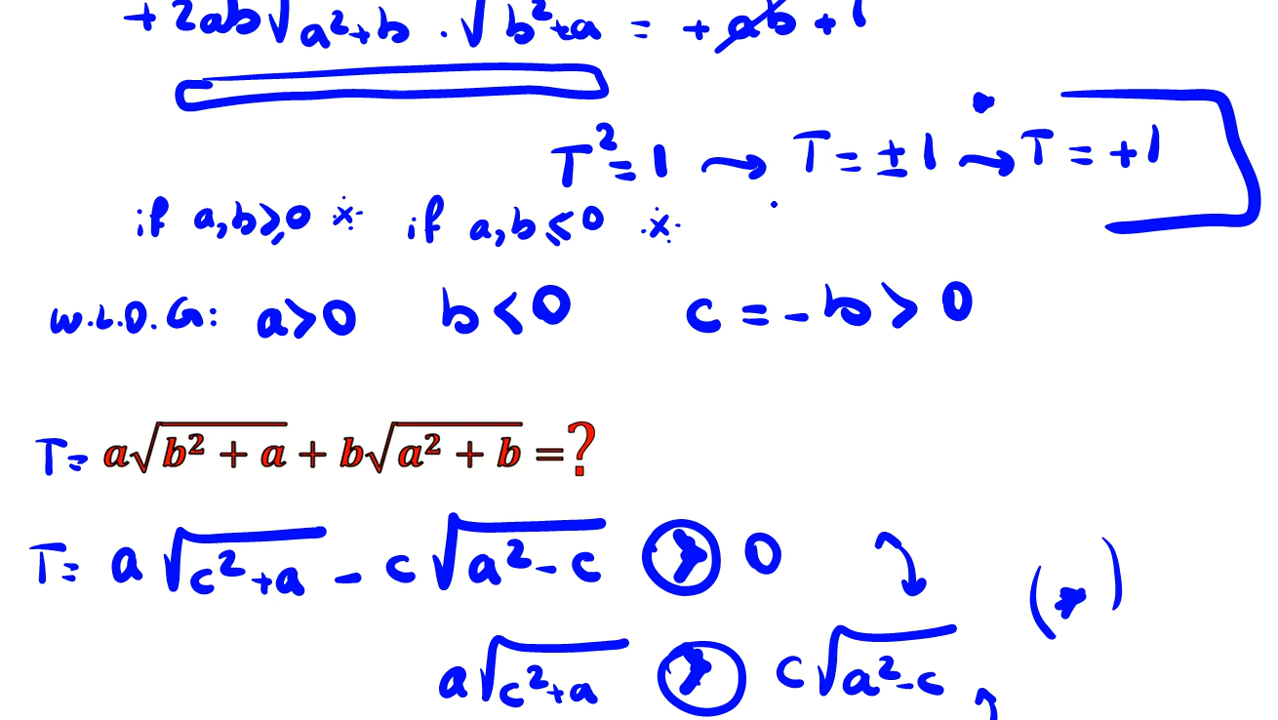 + 2ab√a²+b . √b²+a = + ab + 1
T² = 1 → T = ± 1 → T = +1
if a,b ≥ 0 ※ if a,b ≤ 0 ※
W.L.O.G: a > 0 b < 0 c = -b > 0
T = a√b² + a + b√a² + b =?
T = a√c²+a - c√a²-c > 0
(★)
a√c²+a > c√a²-c